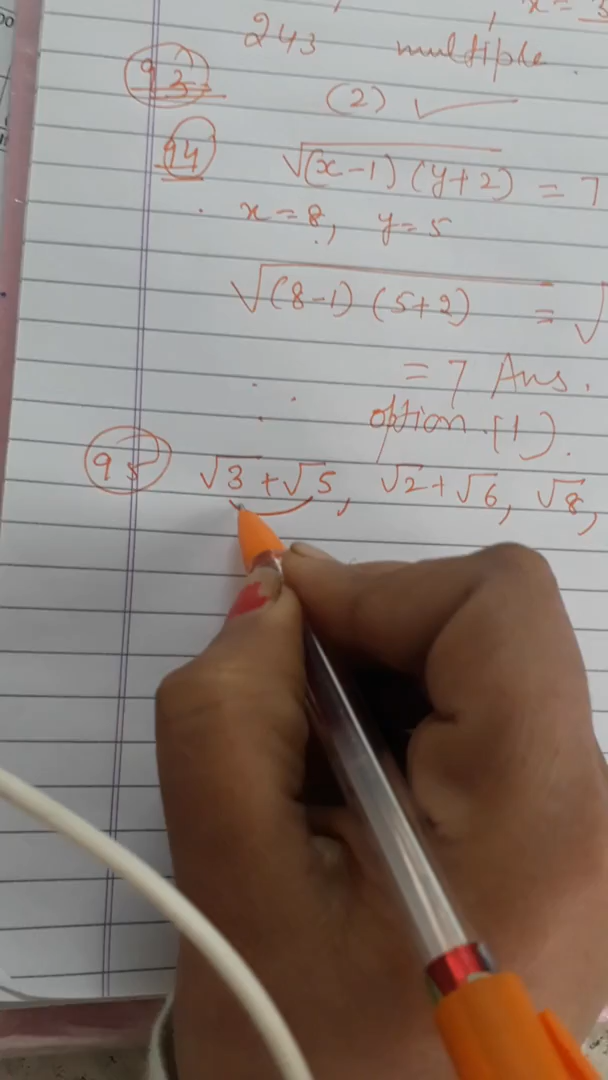 x = 3
243 multiple.
93 (2) ✓
94 √(x-1) (y+2) = 7
x=8, y=5
√(8-1) (5+2) = √
= 7 Ans.
option (1).
95 √3 + √5, √2 + √6, √8,